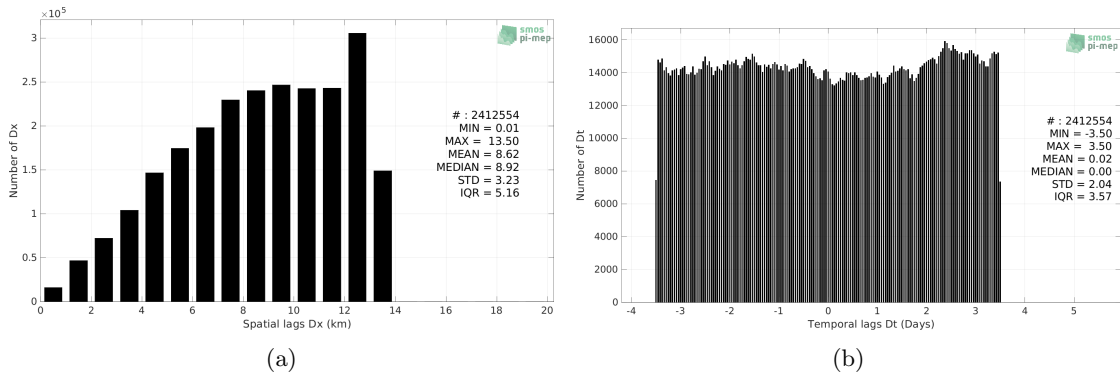 ×10⁵
3
2.5
2
1.5
1
0.5
0
Number of Dx
0 2 4 6 8 10 12 14 16 18 20
Spatial lags Dx (km)
smos
pi-mep
# : 2412554
MIN = 0.01
MAX = 13.50
MEAN = 8.62
MEDIAN = 8.92
STD = 3.23
IQR = 5.16
(a)
16000
14000
12000
10000
8000
6000
4000
2000
0
Number of Dt
-4 -3 -2 -1 0 1 2 3 4 5
Temporal lags Dt (Days)
smos
pi-mep
# : 2412554
MIN = -3.50
MAX = 3.50
MEAN = 0.02
MEDIAN = 0.00
STD = 2.04
IQR = 3.57
(b)